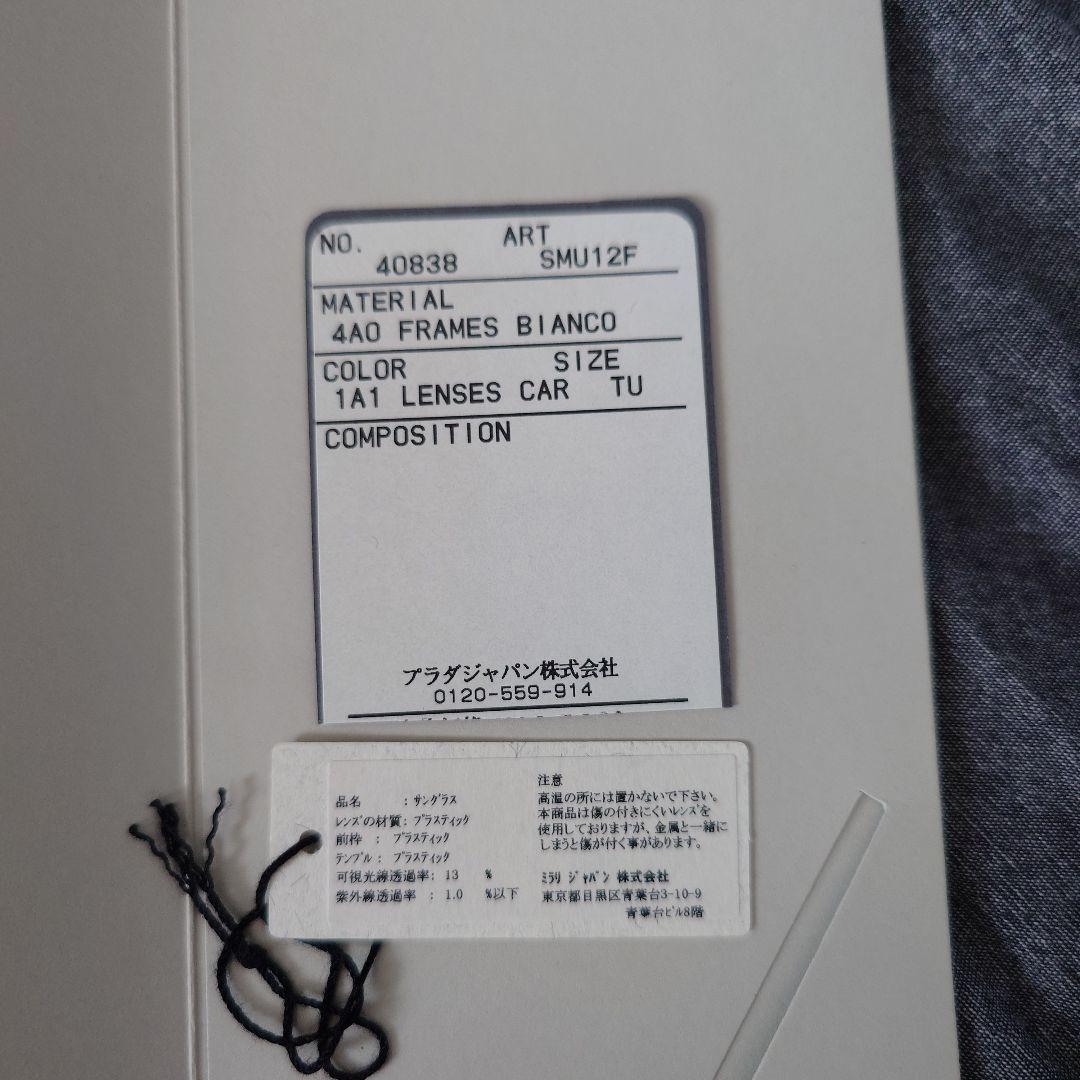 NO. ART
40838 SMU12F
MATERIAL
4AO FRAMES BIANCO
COLOR SIZE
1A1 LENSES CAR TU
COMPOSITION
プラダジャパン株式会社
0120-559-914
品名 : ｻﾝｸﾞﾗｽ
ﾚﾝｽﾞの材質: ﾌﾟﾗｽﾃｨｯｸ
前枠 : ﾌﾟﾗｽﾃｨｯｸ
ﾃﾝﾌﾟﾙ : ﾌﾟﾗｽﾃｨｯｸ
可視光線透過率: 13 %
紫外線透過率 : 1.0 %以下
注意
高温の所には置かないで下さい。
本商品は傷の付きにくいﾚﾝｽﾞを
使用しておりますが、金属と一緒に
しまうと傷が付く事があります。
ﾐﾗﾘ ｼﾞｬﾊﾟﾝ 株式会社
東京都目黒区青葉台3-10-9
青葉台ﾋﾞﾙ8階